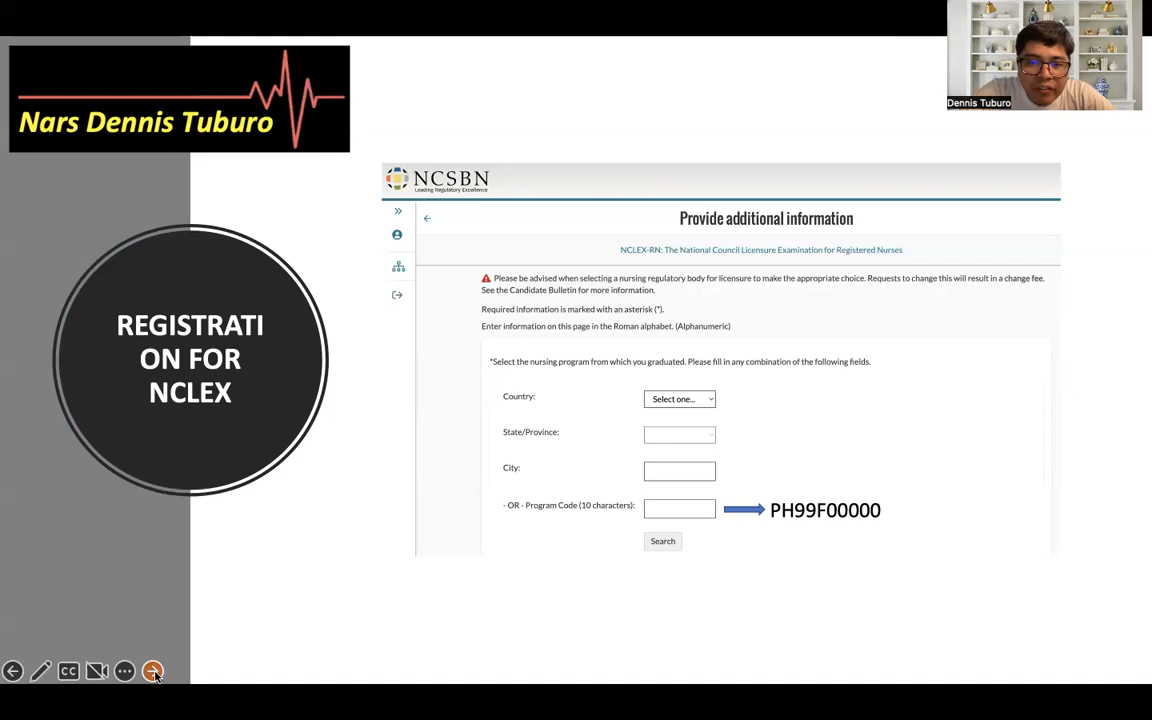 Nars Dennis Tuburo
Dennis Tuburo
REGISTRATI
ON FOR
NCLEX
NCSBN
Leading Regulatory Excellence
Provide additional information
NCLEX-RN: The National Council Licensure Examination for Registered Nurses
Please be advised when selecting a nursing regulatory body for licensure to make the appropriate choice. Requests to change this will result in a change fee.
See the Candidate Bulletin for more information.
Required information is marked with an asterisk (*).
Enter information on this page in the Roman alphabet. (Alphanumeric)
*Select the nursing program from which you graduated. Please fill in any combination of the following fields.
Country: Select one...
State/Province:
City:
- OR - Program Code (10 characters): PH99F00000
Search
CC